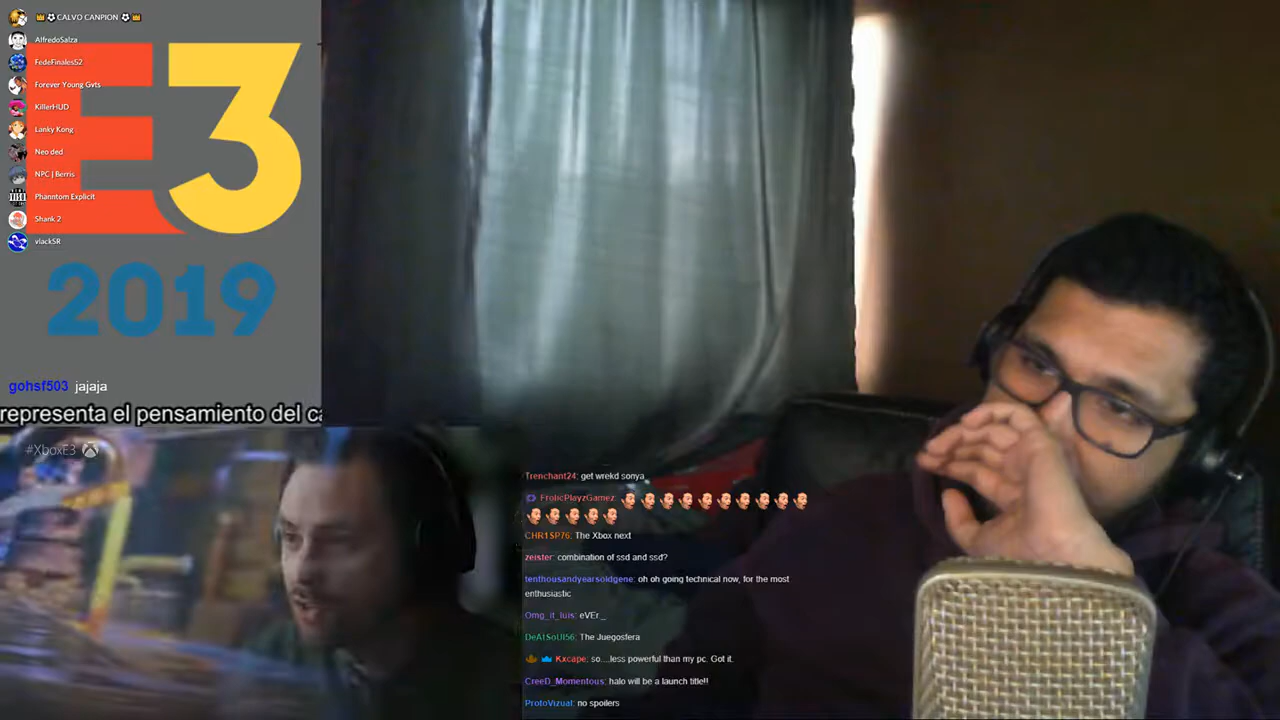 CALVO CANPION
AlfredoSalza
FedeFinales52
Forever Young Gvts
KillerHUD
Lanky Kong
Neo ded
NPC | Berris
Phanntom Explicit
Shank 2
vlackSR
E3
2019
gohsf503 jajaja
representa el pensamiento del ca
#XboxE3
Trenchant24: get wrekd sonya
FrolicPlayzGamez:
CHR1SP76: The Xbox next
zeister: combination of ssd and ssd?
tenthousandyearsoldgene: oh oh going technical now, for the most
enthusiastic
Omg_it_luis: eVEr._
DeAtSoUl56: The Juegosfera
Kxcape: so....less powerful than my pc. Got it.
CreeD_Momentous: halo will be a launch title!!
ProtoVizual: no spoilers